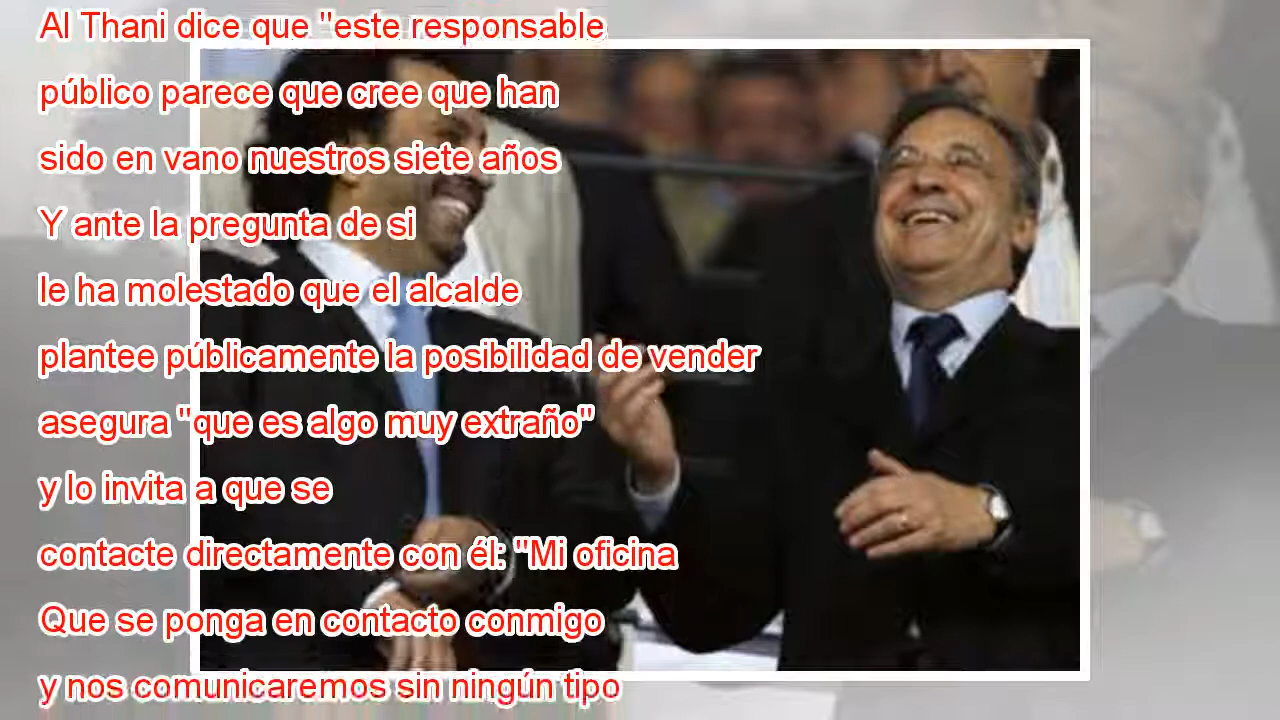 Al Thani dice que "este responsable
público parece que cree que han
sido en vano nuestros siete años
Y ante la pregunta de si
le ha molestado que el alcalde
plantee públicamente la posibilidad de vender
asegura "que es algo muy extraño"
y lo invita a que se
contacte directamente con él: "Mi oficina
Que se ponga en contacto conmigo
y nos comunicaremos sin ningún tipo